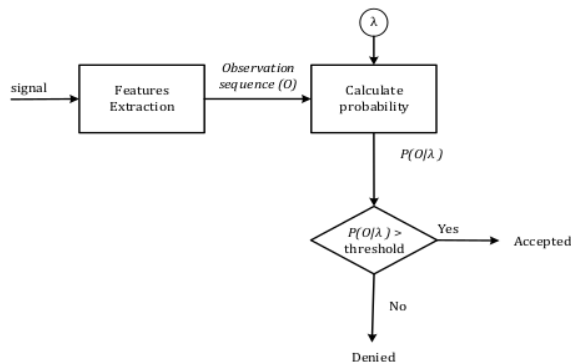 λ
signal
Features
Extraction
Observation
sequence (O)
Calculate
probability
P(O/λ)
P(O/λ) >
threshold
Yes
Accepted
No
Denied